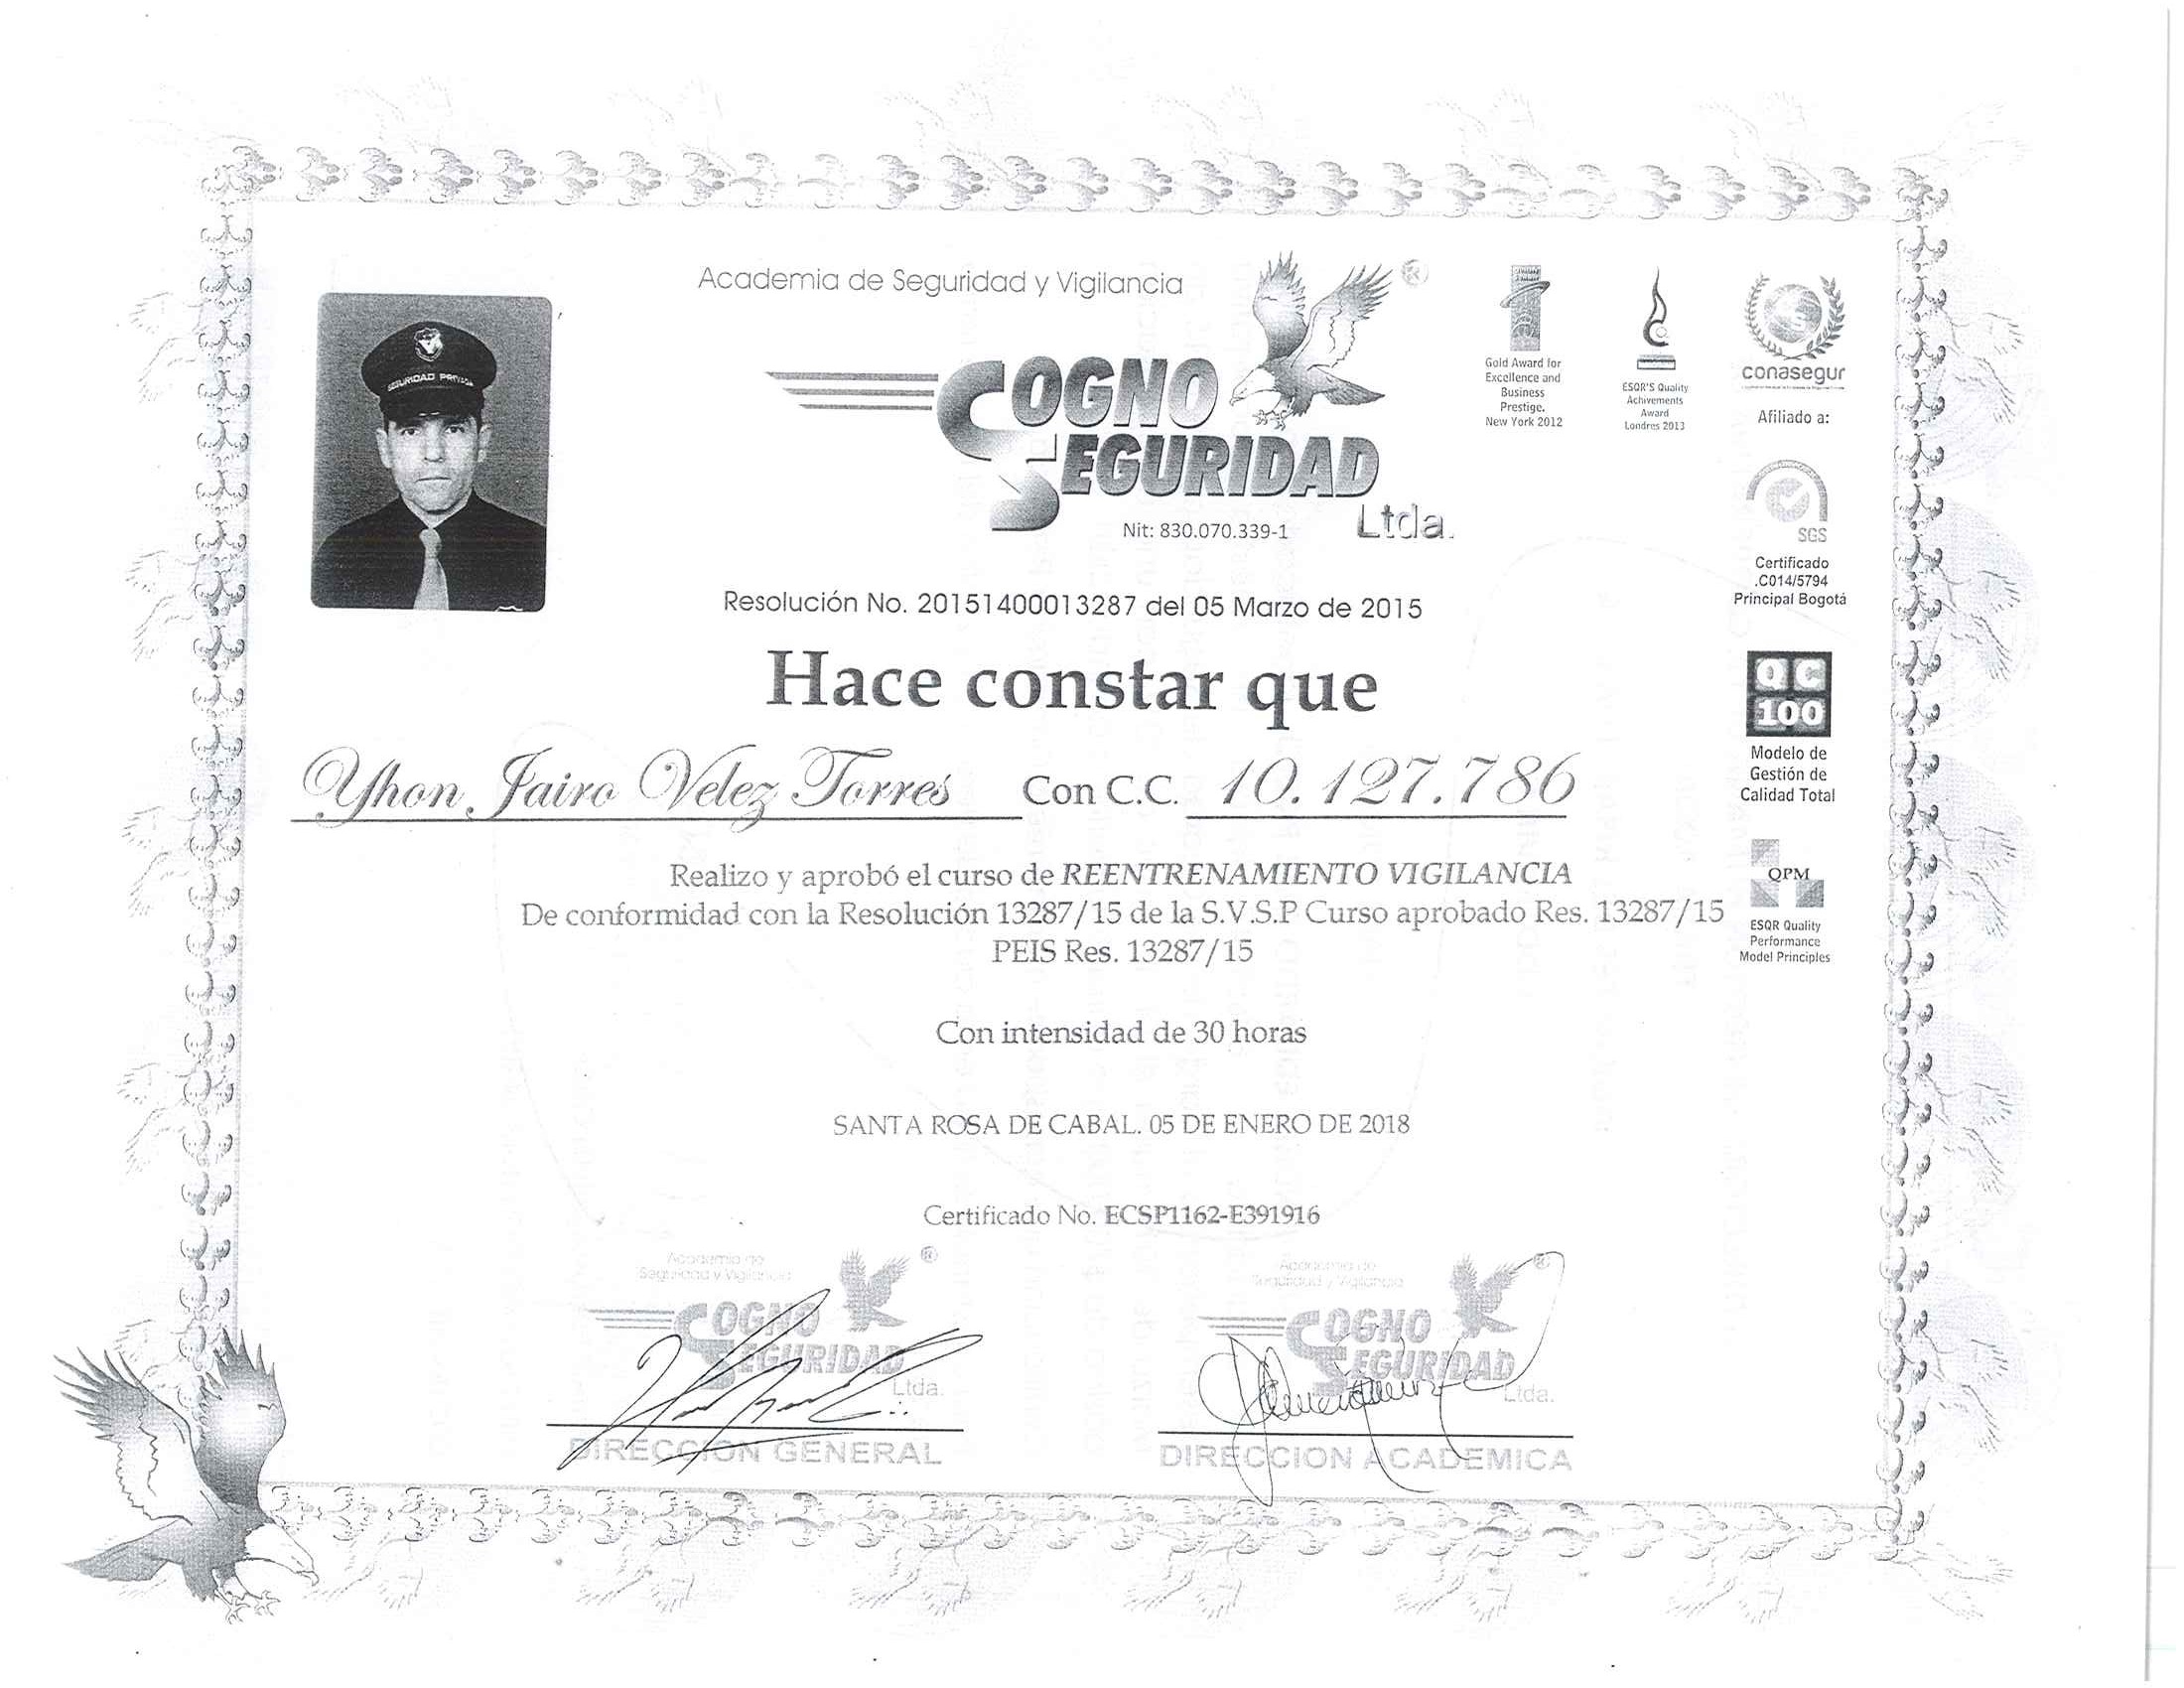 Academia de Seguridad y Vigilancia
®
COGNO
SEGURIDAD
Ltda.
Nit: 830.070.339-1
SEGURIDAD PRIVADA
Gold Award for
Excellence and
Business
Prestige.
New York 2012
ESQR'S Quality
Achivements
Award
Londres 2013
conasegur
Afiliado a:
SGS
Certificado
.C014/5794
Principal Bogotá
Resolución No. 20151400013287 del 05 Marzo de 2015
Hace constar que
QC
100
Modelo de
Gestión de
Calidad Total
Yhon Jairo Velez Torres Con C.C. 10.127.786
Realizo y aprobó el curso de REENTRENAMIENTO VIGILANCIA
De conformidad con la Resolución 13287/15 de la S.V.S.P Curso aprobado Res. 13287/15
PEIS Res. 13287/15
QPM
ESQR Quality
Performance
Model Principles
Con intensidad de 30 horas
SANTA ROSA DE CABAL. 05 DE ENERO DE 2018
Certificado No. ECSP1162-E391916
Academia de
Seguridad y Vigilancia
®
COGNO
SEGURIDAD
Ltda.
DIRECCION GENERAL
Academia de
Seguridad y Vigilancia
®
COGNO
SEGURIDAD
Ltda.
DIRECCION ACADEMICA